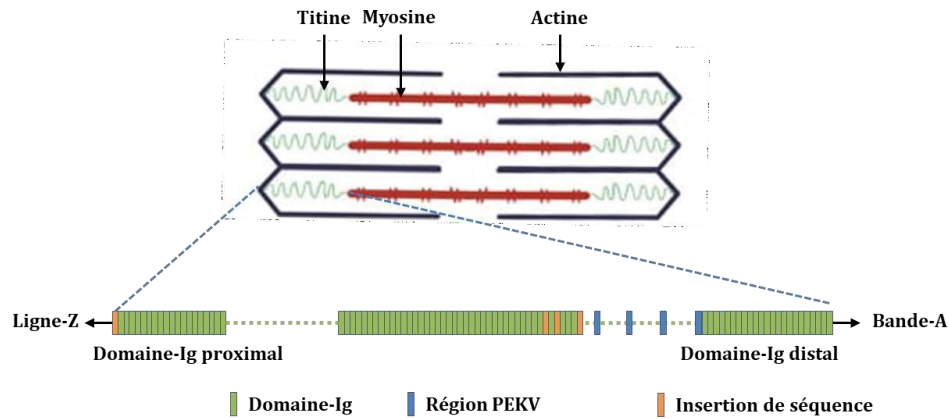 Titine Myosine Actine
Ligne-Z Bande-A
Domaine-Ig proximal Domaine-Ig distal
Domaine-Ig Région PEKV Insertion de séquence